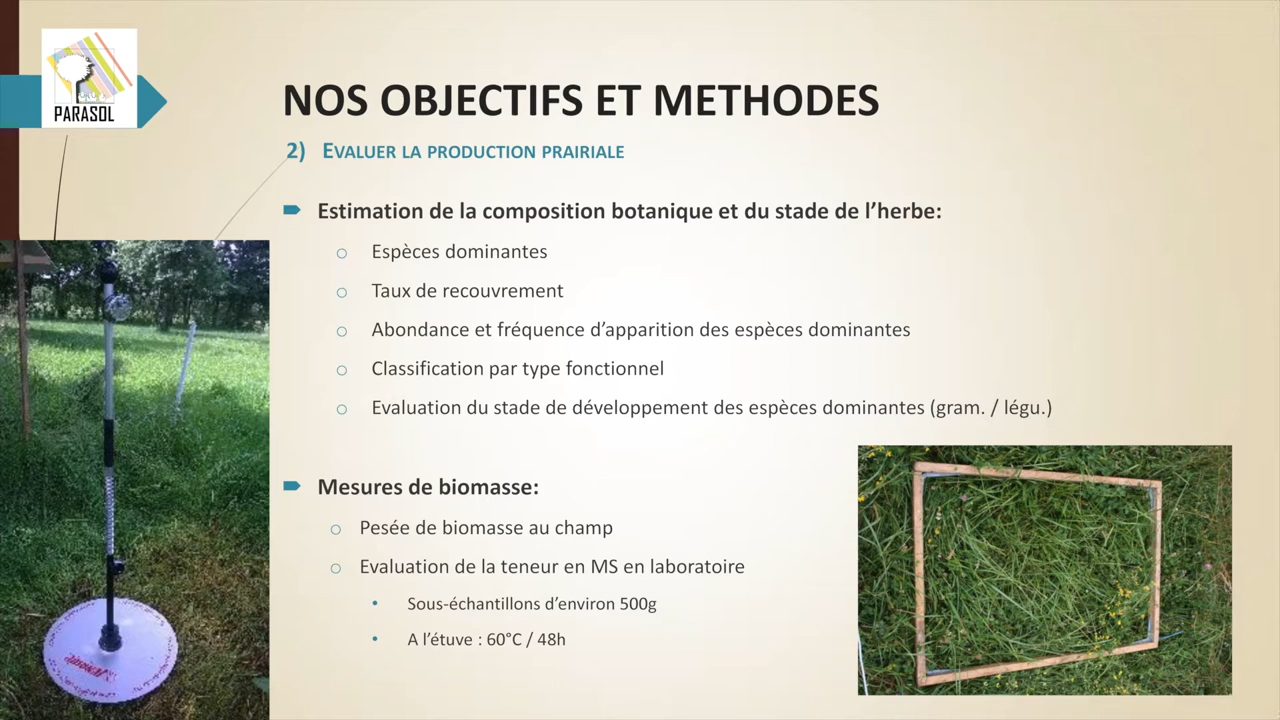 PARASOL
NOS OBJECTIFS ET METHODES
2) EVALUER LA PRODUCTION PRAIRIALE
Estimation de la composition botanique et du stade de l’herbe:
Espèces dominantes
Taux de recouvrement
Abondance et fréquence d’apparition des espèces dominantes
Classification par type fonctionnel
Evaluation du stade de développement des espèces dominantes (gram. / légu.)
Mesures de biomasse:
Pesée de biomasse au champ
Evaluation de la teneur en MS en laboratoire
Sous-échantillons d’environ 500g
A l’étuve : 60°C / 48h